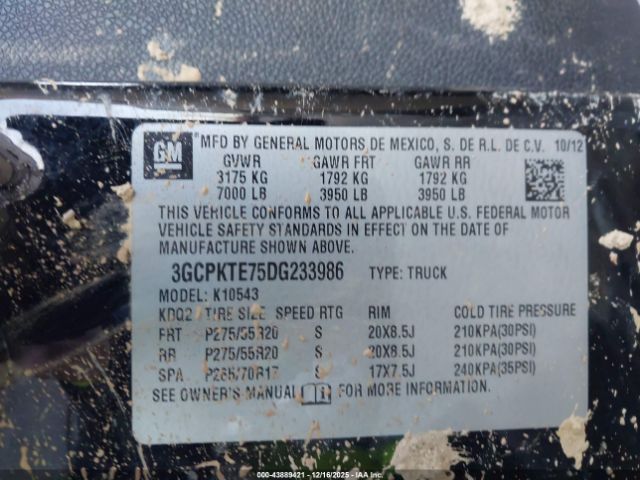 GM
MFD BY GENERAL MOTORS DE MEXICO, S. DE R.L. DE C.V. 10/12
GVWR GAWR FRT GAWR RR
3175 KG 1792 KG 1792 KG
7000 LB 3950 LB 3950 LB
THIS VEHICLE CONFORMS TO ALL APPLICABLE U.S. FEDERAL MOTOR
VEHICLE SAFETY STANDARDS IN EFFECT ON THE DATE OF
MANUFACTURE SHOWN ABOVE.
3GCPKTE75DG233986 TYPE: TRUCK
MODEL: K10543
KDQ2 / TIRE SIZE SPEED RTG RIM COLD TIRE PRESSURE
FRT P275/55R20 S 20X8.5J 210KPA(30PSI)
RR P275/55R20 S 20X8.5J 210KPA(30PSI)
SPA P265/70R17 S 17X7.5J 240KPA(35PSI)
SEE OWNER'S MANUAL FOR MORE INFORMATION.
000-43889421 - 12/16/2025 - IAAI.com